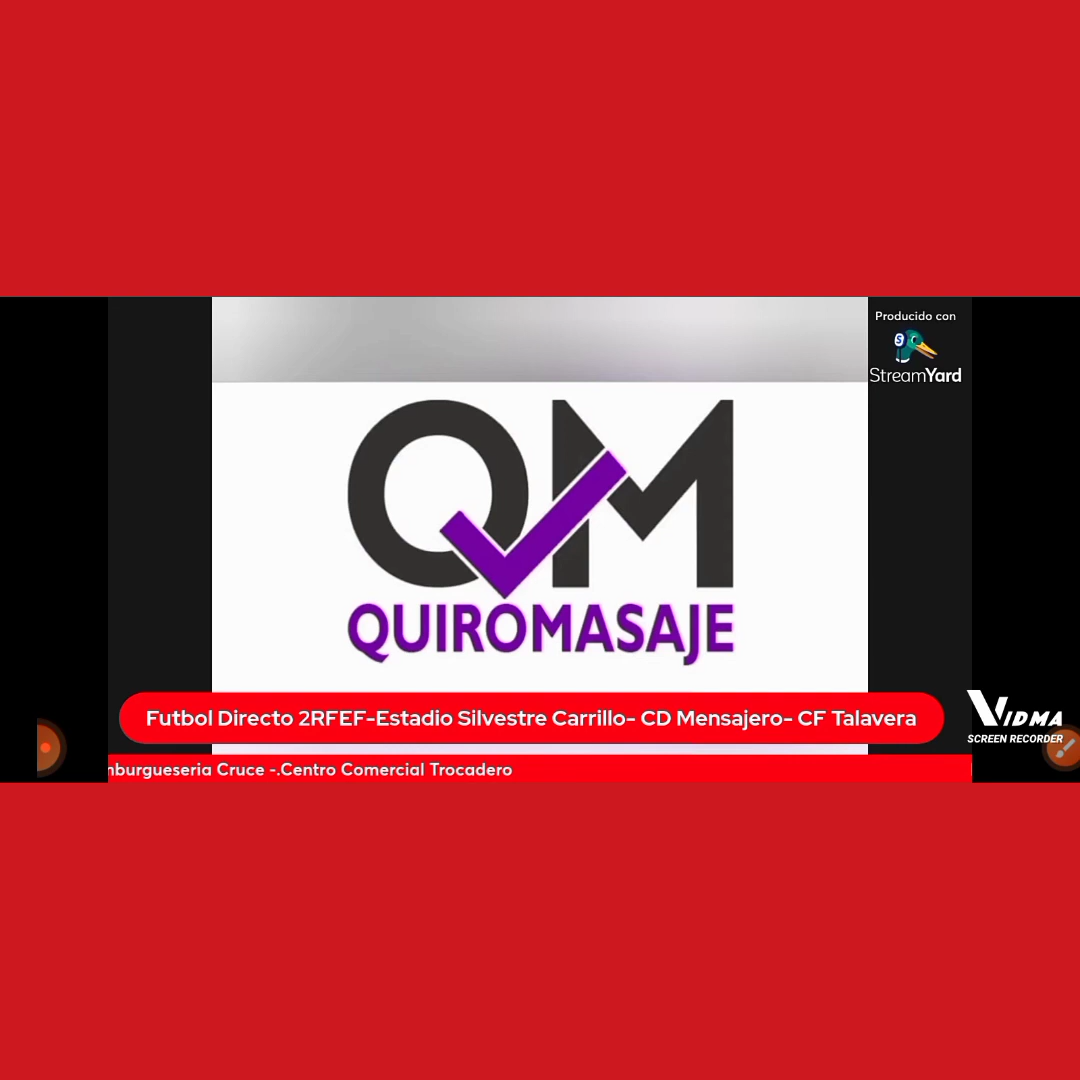 Producido con
StreamYard
QM
QUIROMASAJE
Futbol Directo 2RFEF-Estadio Silvestre Carrillo- CD Mensajero- CF Talavera
VIDMA
SCREEN RECORDER
Cruce -.Centro Comercial Trocadero